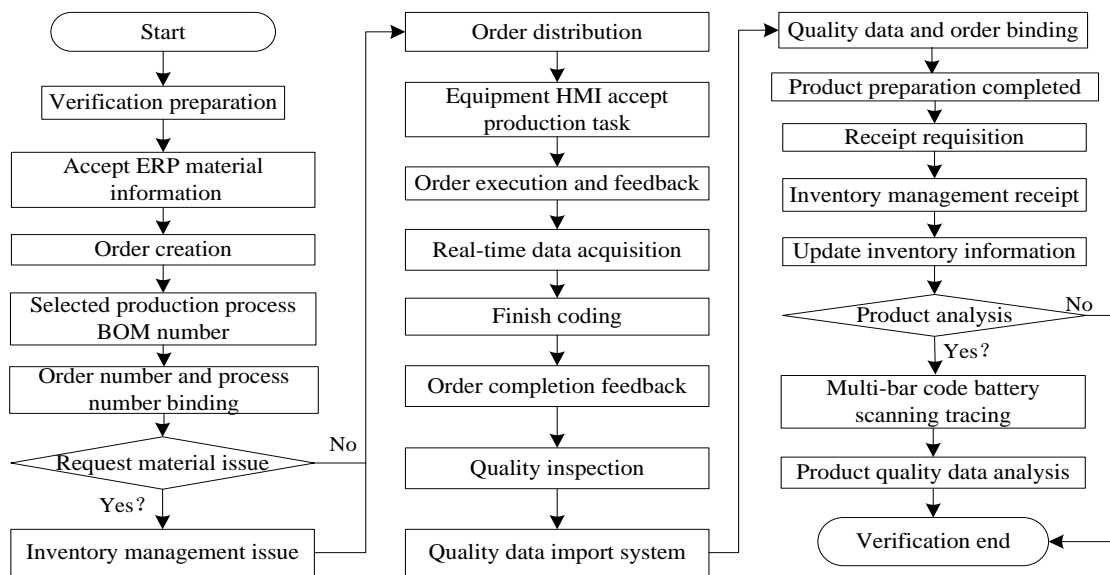 Start
Verification preparation
Accept ERP material
information
Order creation
Selected production process
BOM number
Order number and process
number binding
Request material issue
No
Yes？
Inventory management issue
Order distribution
Equipment HMI accept
production task
Order execution and feedback
Real-time data acquisition
Finish coding
Order completion feedback
Quality inspection
Quality data import system
Quality data and order binding
Product preparation completed
Receipt requisition
Inventory management receipt
Update inventory information
Product analysis
No
Yes？
Multi-bar code battery
scanning tracing
Product quality data analysis
Verification end